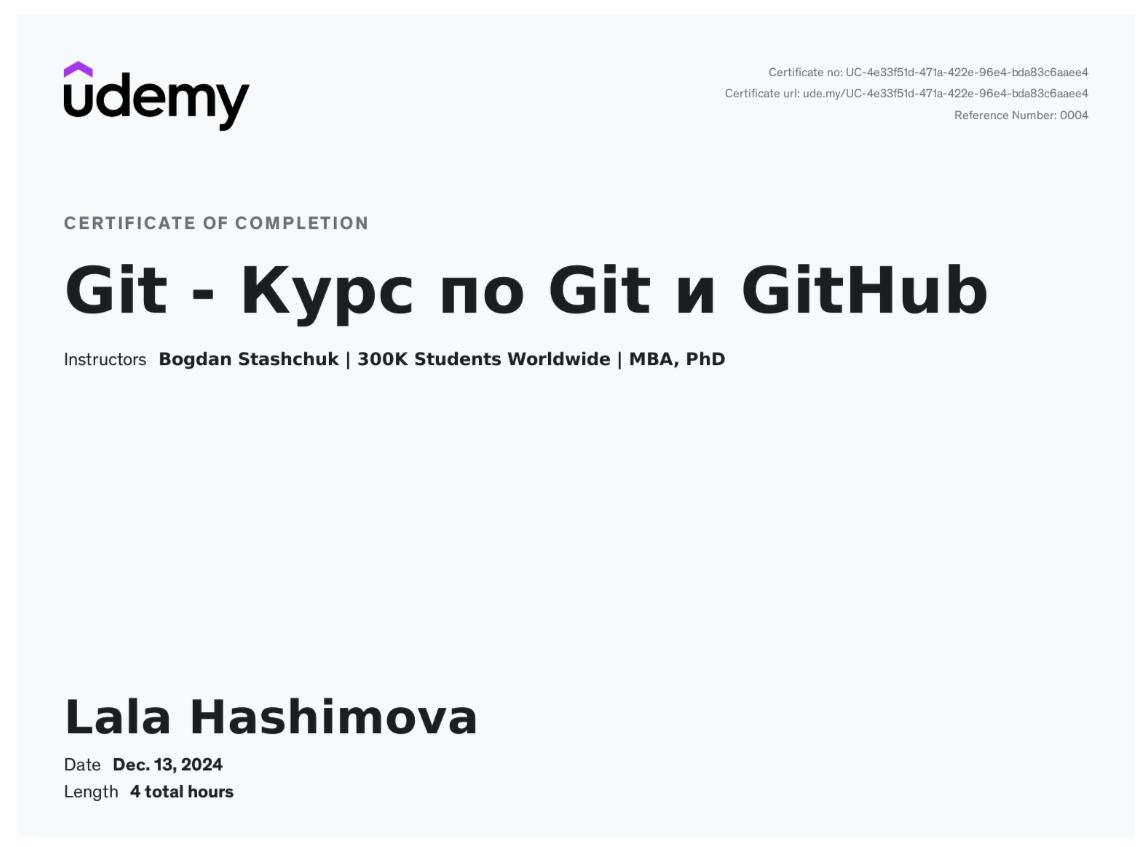 udemy
Certificate no: UC-4e33f51d-471a-422e-96e4-bda83c6aaee4
Certificate url: ude.my/UC-4e33f51d-471a-422e-96e4-bda83c6aaee4
Reference Number: 0004
CERTIFICATE OF COMPLETION
Git - Курс по Git и GitHub
Instructors Bogdan Stashchuk | 300K Students Worldwide | MBA, PhD
Lala Hashimova
Date Dec. 13, 2024
Length 4 total hours